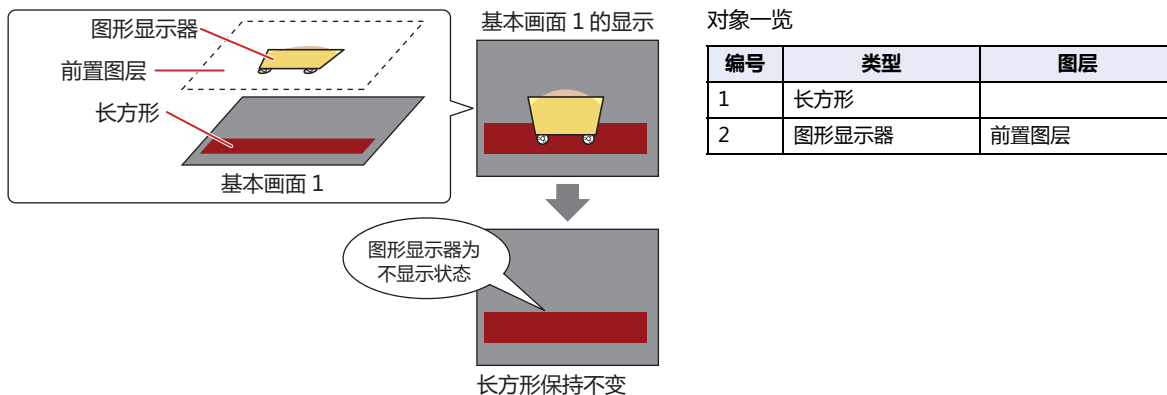 图形显示器
前置图层
长方形
基本画面 1
基本画面 1 的显示
图形显示器为
不显示状态
长方形保持不变
对象一览
编号 类型 图层
1 长方形
2 图形显示器 前置图层